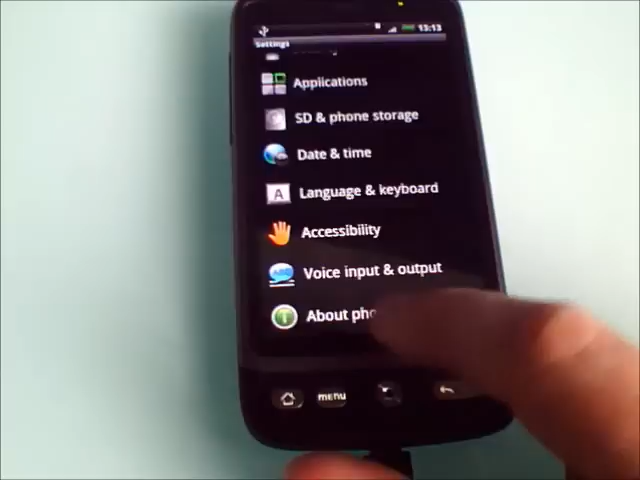 13:13
Settings
Applications
SD & phone storage
Date & time
A Language & keyboard
Accessibility
Voice input & output
About pho
MENU